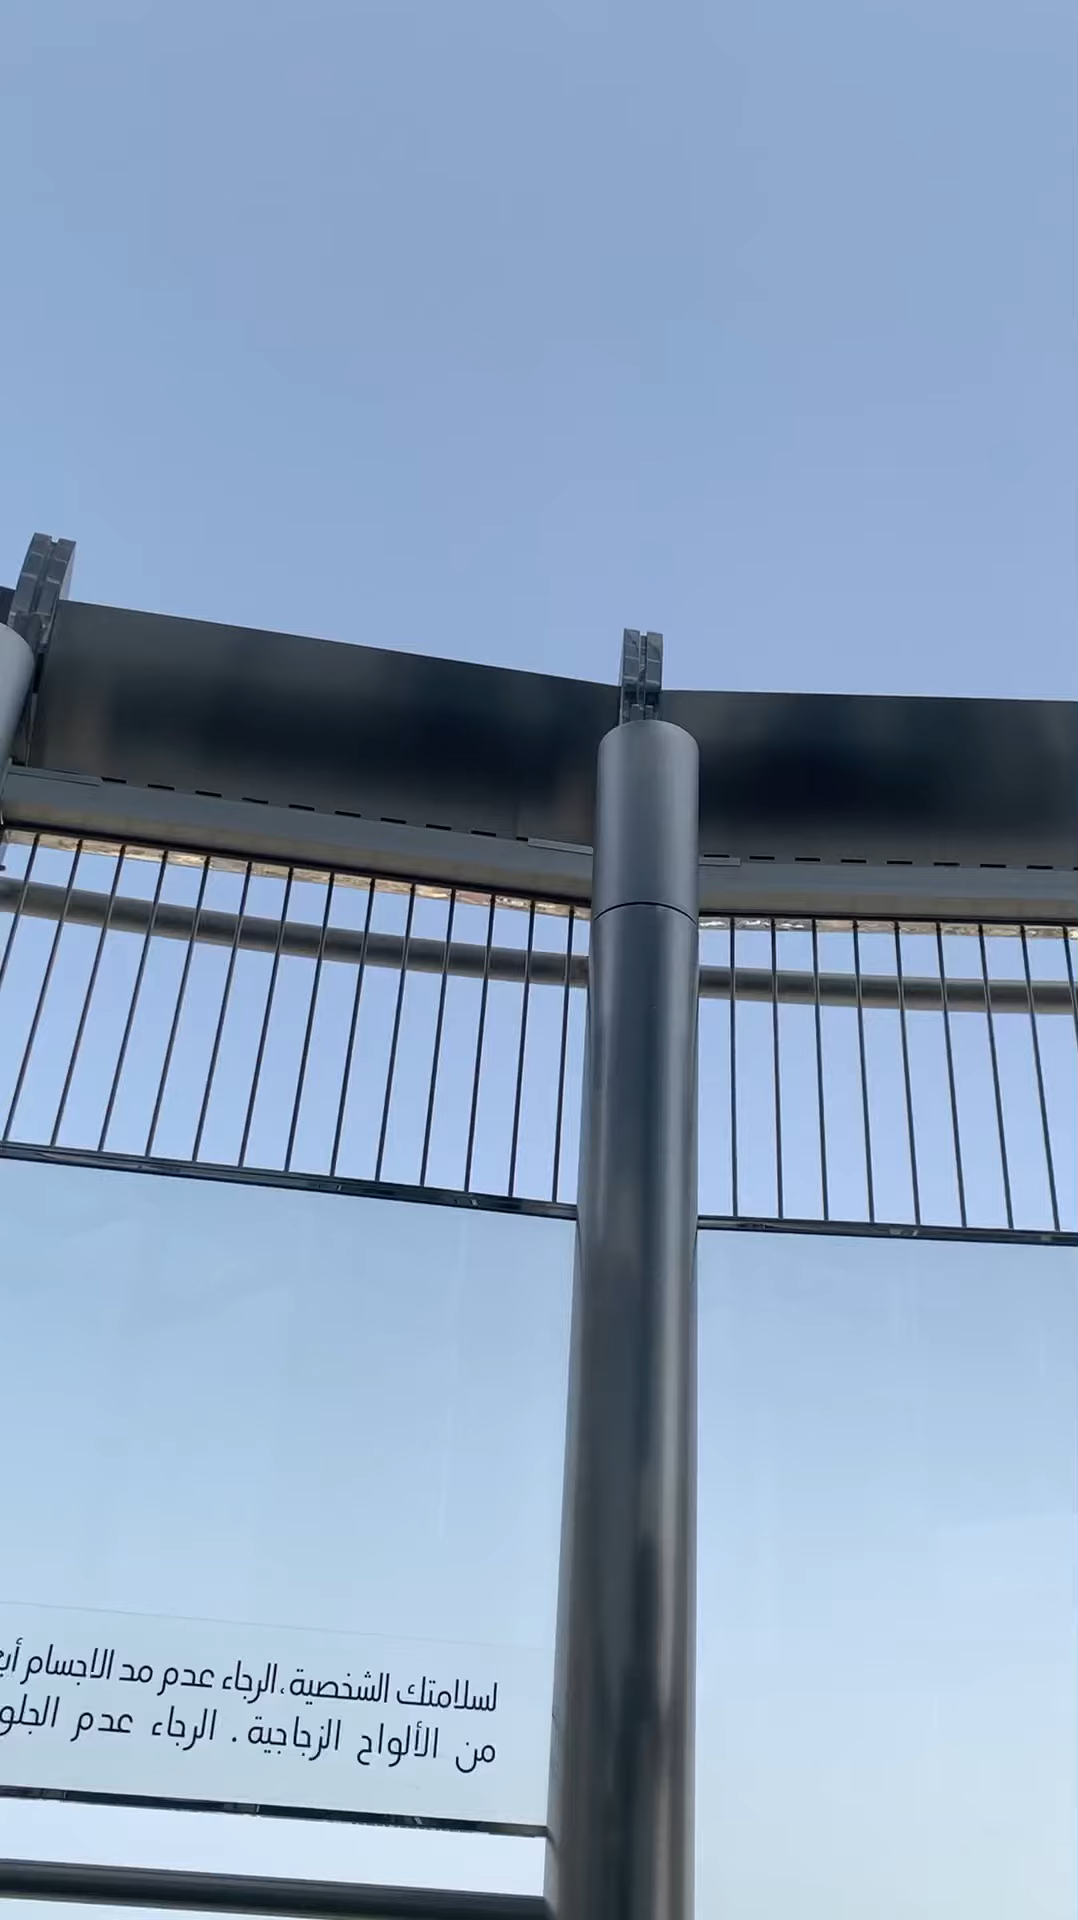 لسلامتك الشخصية، الرجاء عدم مد الاجسام
من الألواح الزجاجية . الرجاء عدم